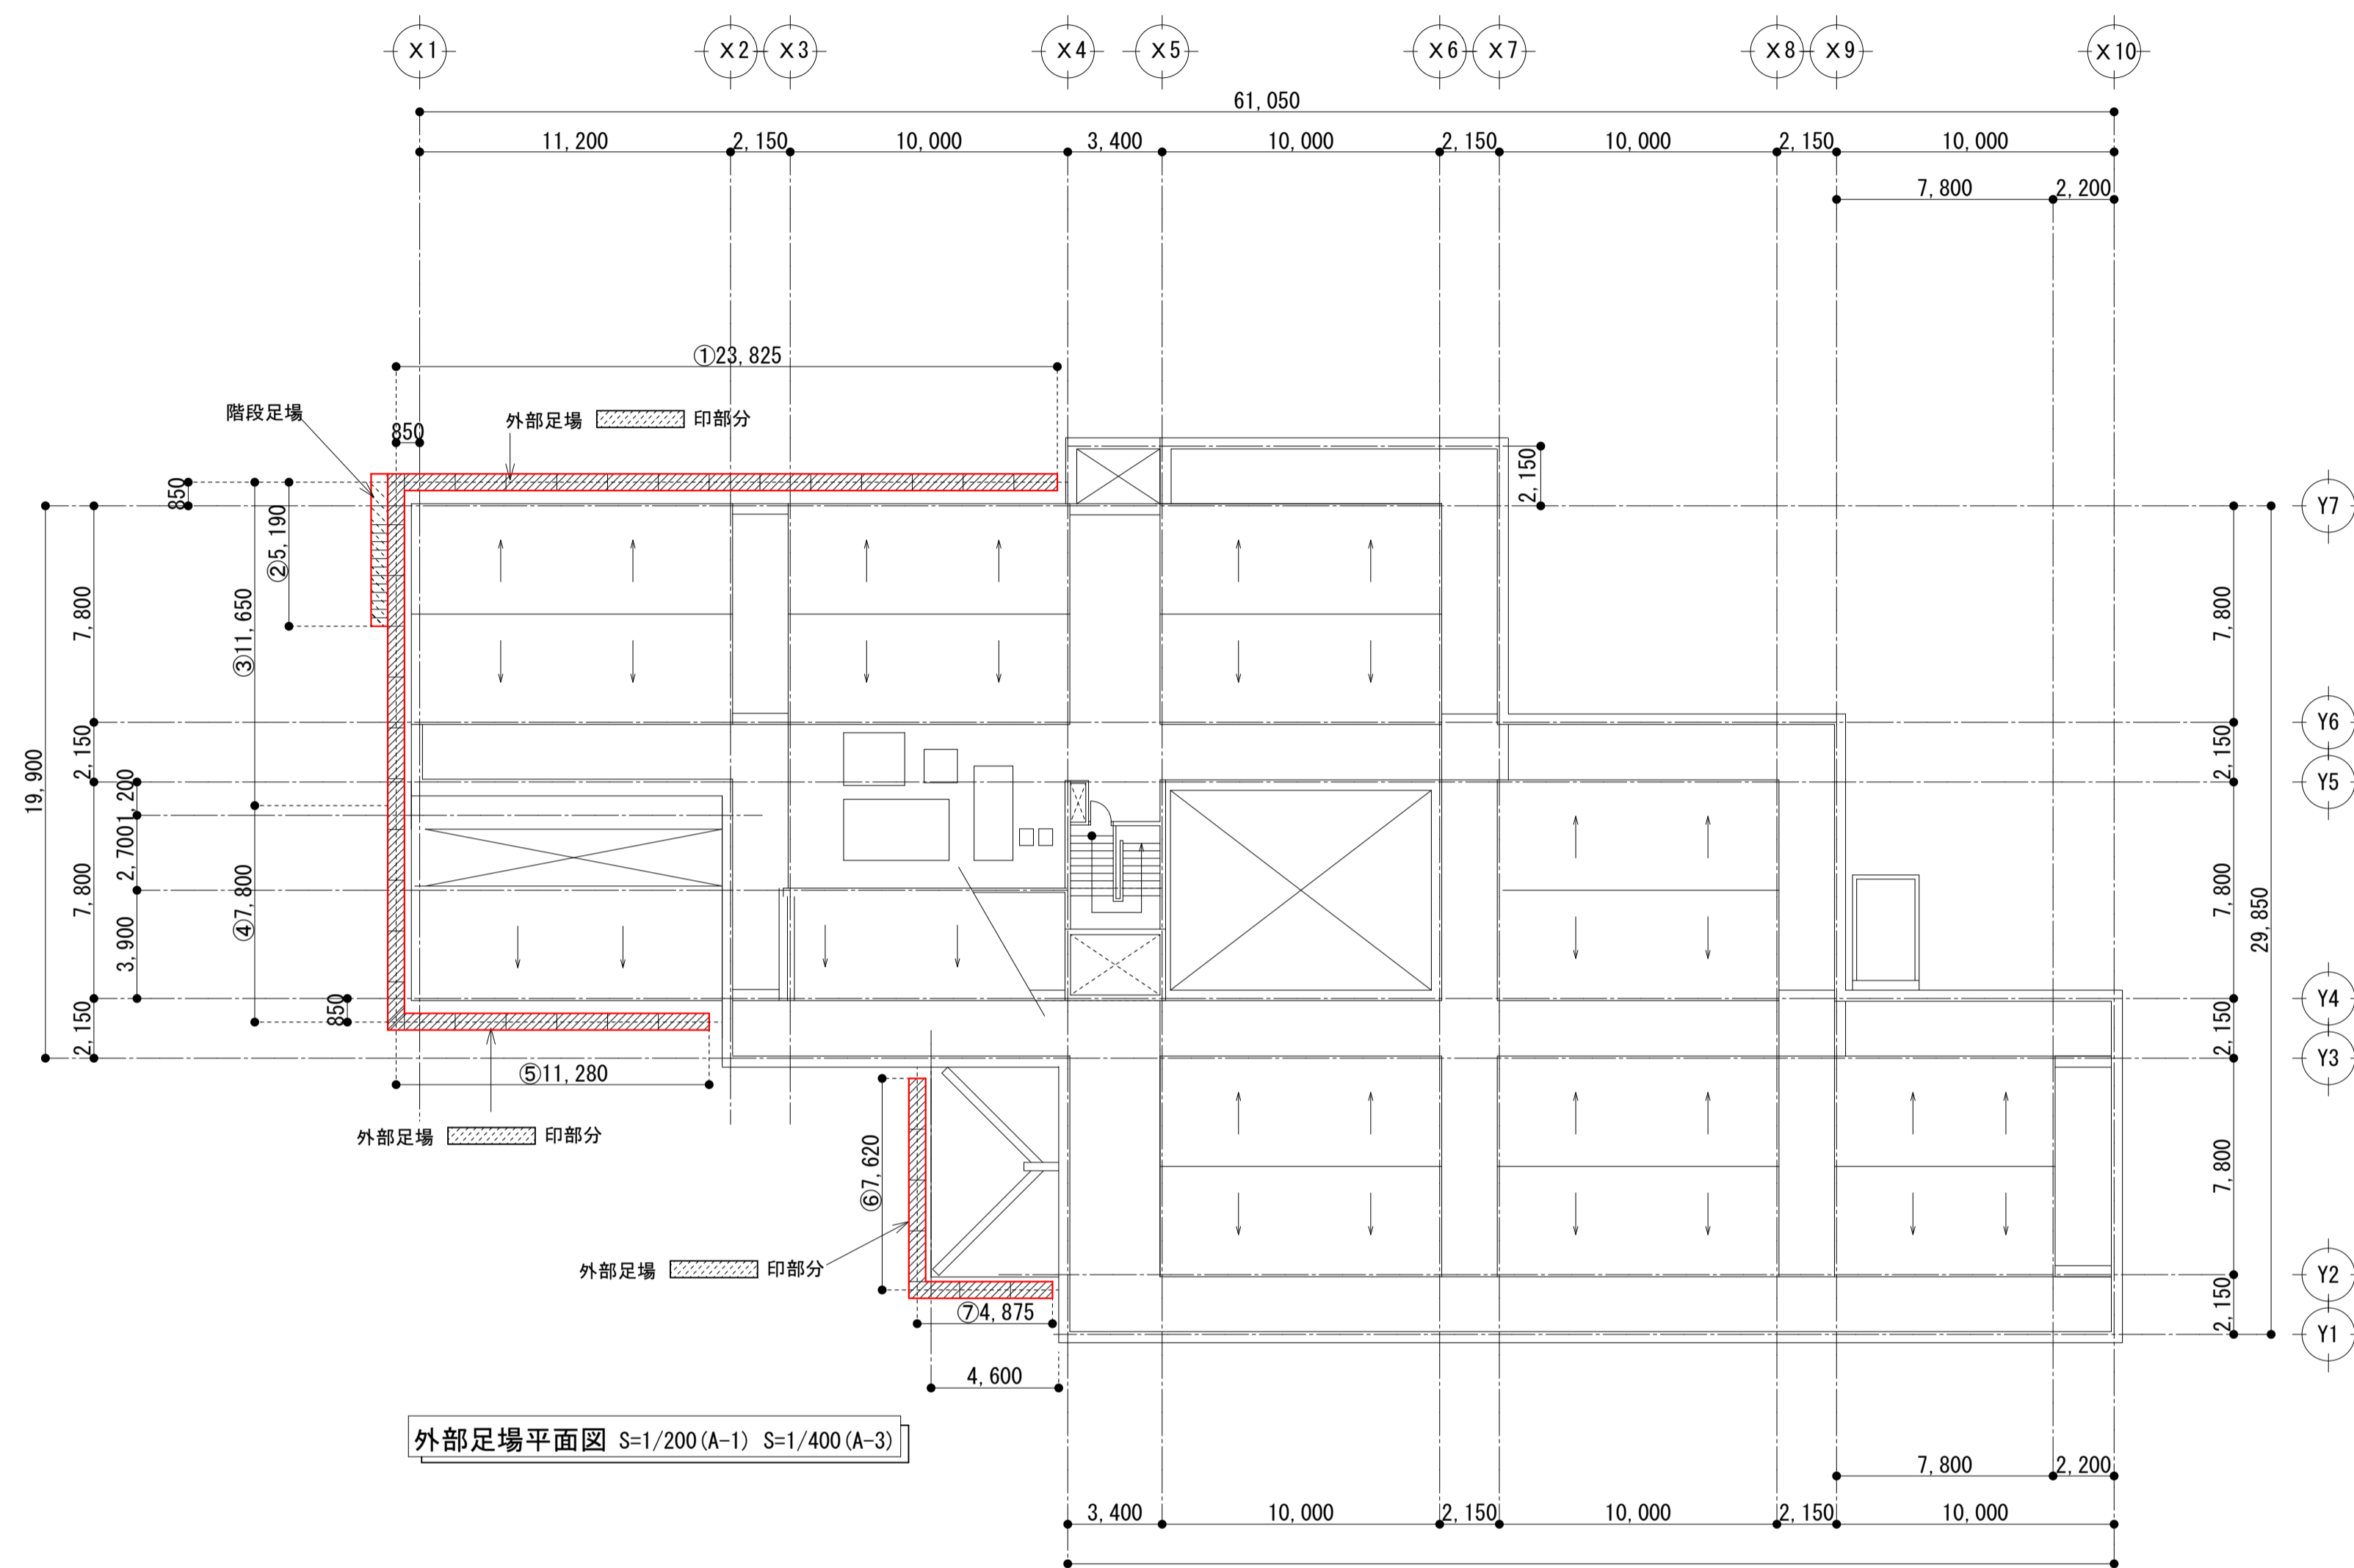 X1 X2 X3 X4 X5 X6 X7 X8 X9 X10
61,050
11,200 2,150 10,000 3,400 10,000 2,150 10,000 2,150 10,000
7,800 2,200
①23,825
階段足場
外部足場 印部分
850
850
2,150
Y7
②5,190
③11,650
7,800
7,800
Y6
2,150
2,150
Y5
19,900
1,200
2,700
④7,800
7,800
3,900
7,800
29,850
850
Y4
2,150
2,150
Y3
⑤11,280
外部足場 印部分
⑥7,620
7,800
外部足場 印部分
Y2
⑦4,875
2,150
Y1
4,600
外部足場平面図 S=1/200(A-1) S=1/400(A-3)
7,800 2,200
3,400 10,000 2,150 10,000 2,150 10,000